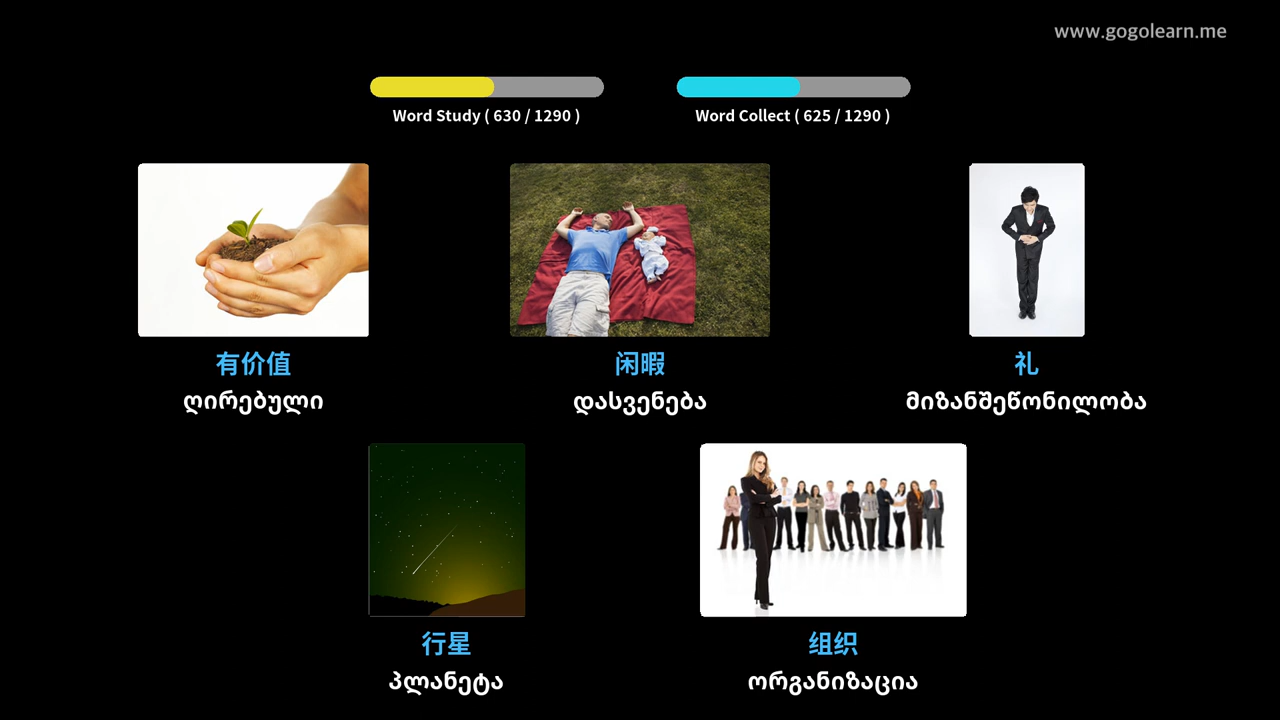 www.gogolearn.me
Word Study ( 630 / 1290 )
Word Collect ( 625 / 1290 )
有价值
ღირებული
闲暇
დასვენება
礼
მიზანშეწონილობა
行星
პლანეტა
组织
ორგანიზაცია